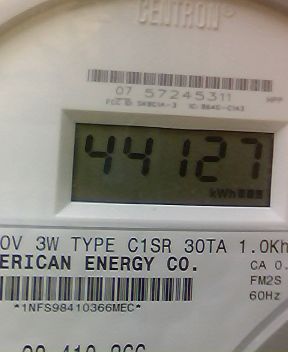 CENTRON®
07 57245311
44127
kWh
0V 3W TYPE C1SR 30TA 1.0Kh
ERICAN ENERGY CO.
CA 0.
FM2S
60Hz
*1NFS98410366MEC*